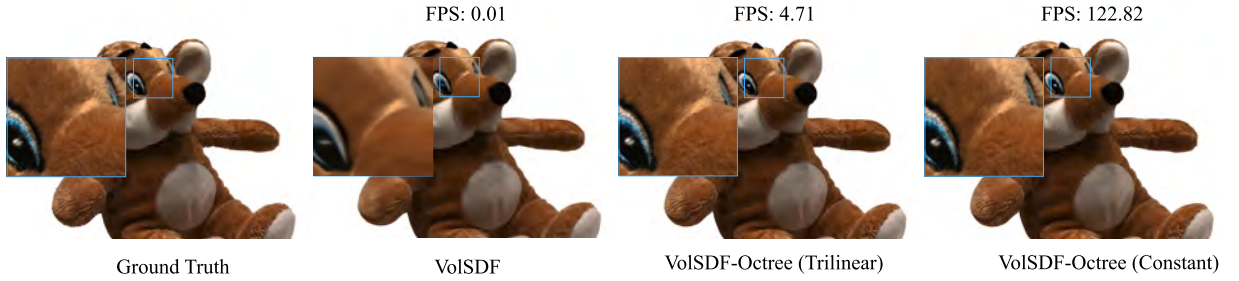 FPS: 0.01
FPS: 4.71
FPS: 122.82
Ground Truth
VolSDF
VolSDF-Octree (Trilinear)
VolSDF-Octree (Constant)